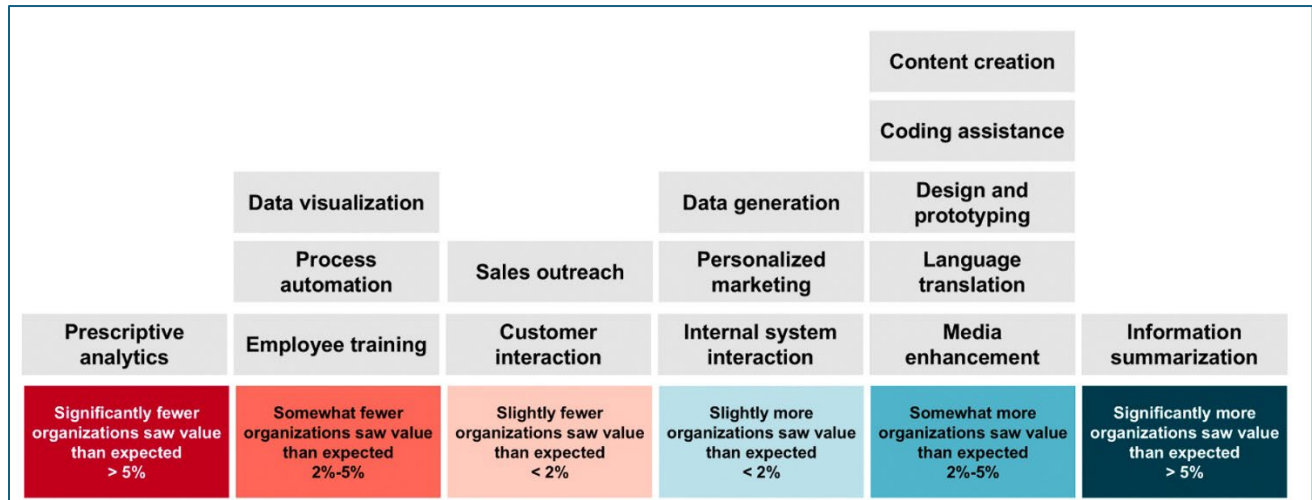 Content creation
Coding assistance
Data visualization
Data generation
Design and
prototyping
Process
automation
Sales outreach
Personalized
marketing
Language
translation
Prescriptive
analytics
Employee training
Customer
interaction
Internal system
interaction
Media
enhancement
Information
summarization
Significantly fewer
organizations saw value
than expected
> 5%
Somewhat fewer
organizations saw value
than expected
2%-5%
Slightly fewer
organizations saw value
than expected
< 2%
Slightly more
organizations saw value
than expected
< 2%
Somewhat more
organizations saw value
than expected
2%-5%
Significantly more
organizations saw value
than expected
> 5%